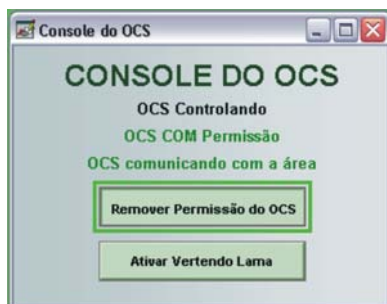 Console do OCS
CONSOLE DO OCS
OCS Controlando
OCS COM Permissão
OCS comunicando com a área
Remover Permissão do OCS
Ativar Vertendo Lama